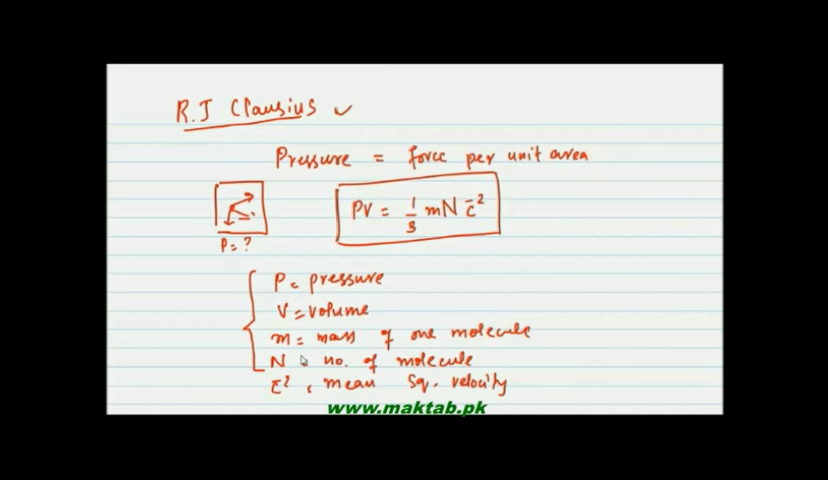 R.J Clausius
Pressure = force per unit area
PV = 1/3 mN c̄²
P = ?
P = pressure
V = volume
m = mass of one molecule
N no. of molecule
c̄² , mean sq. velocity
www.maktab.pk